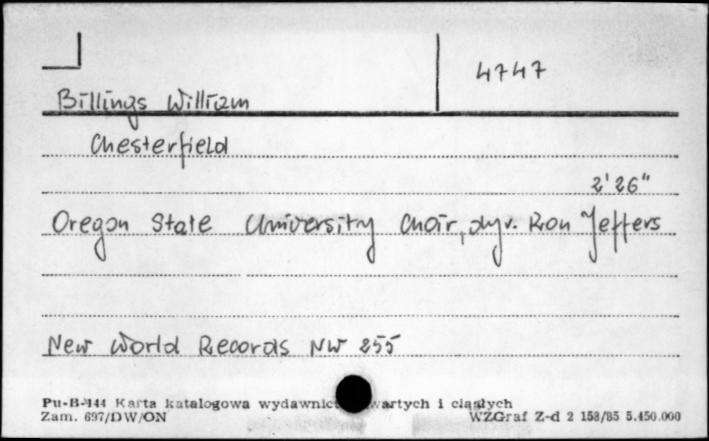 4747
Billings William
Chesterfield
2'26"
Oregon State University Choir, dyr. Ron Jeffers
New World Records NW 255
Pu-B-144 Karta katalogowa wydawnict wartych i ciągłych
Zam. 697/DW/ON WZGraf Z-d 2 158/85 5.450.000